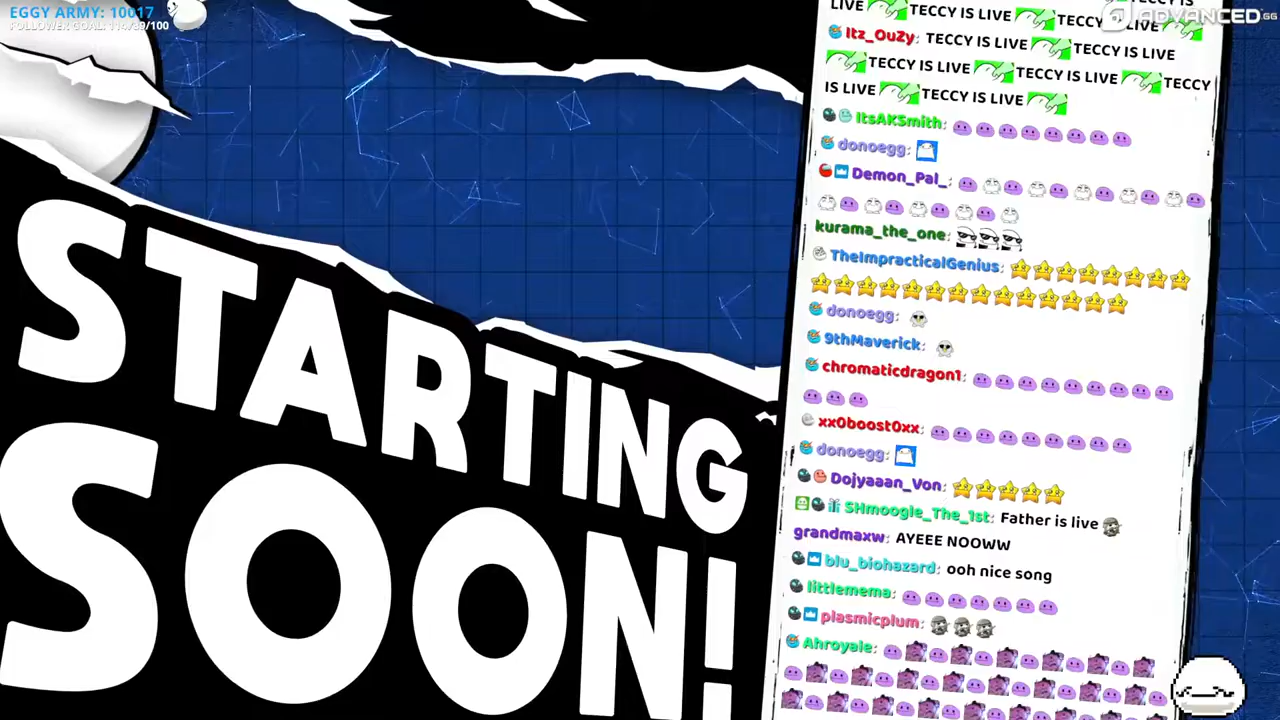 EGGY ARMY: 10017
FOLLOWER GOAL:
ADVANCED.GG
STARTING
SOON!
LIVE TECCY IS LIVE TECCY IS LIVE
Itz_OuZy: TECCY IS LIVE TECCY IS LIVE
TECCY IS LIVE TECCY IS LIVE TECCY
IS LIVE TECCY IS LIVE
ItsAKSmith:
donoegg:
Demon_Pal_:
kurama_the_one:
TheImpracticalGenius:
donoegg:
9thMaverick:
chromaticdragon1:
xx0boost0xx:
donoegg:
Dojyaaan_Von:
SHmoogle_The_1st: Father is live
grandmaxw: AYEEE NOOWW
blu_biohazard: ooh nice song
littlemema:
plasmicplum:
Ahroyale: